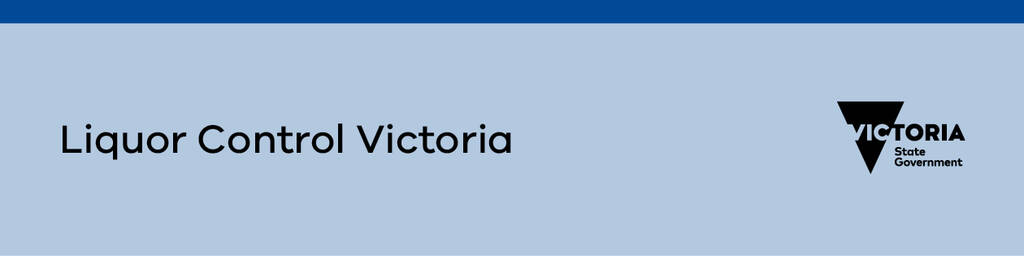 Liquor Control Victoria
VICTORIA
State
Government